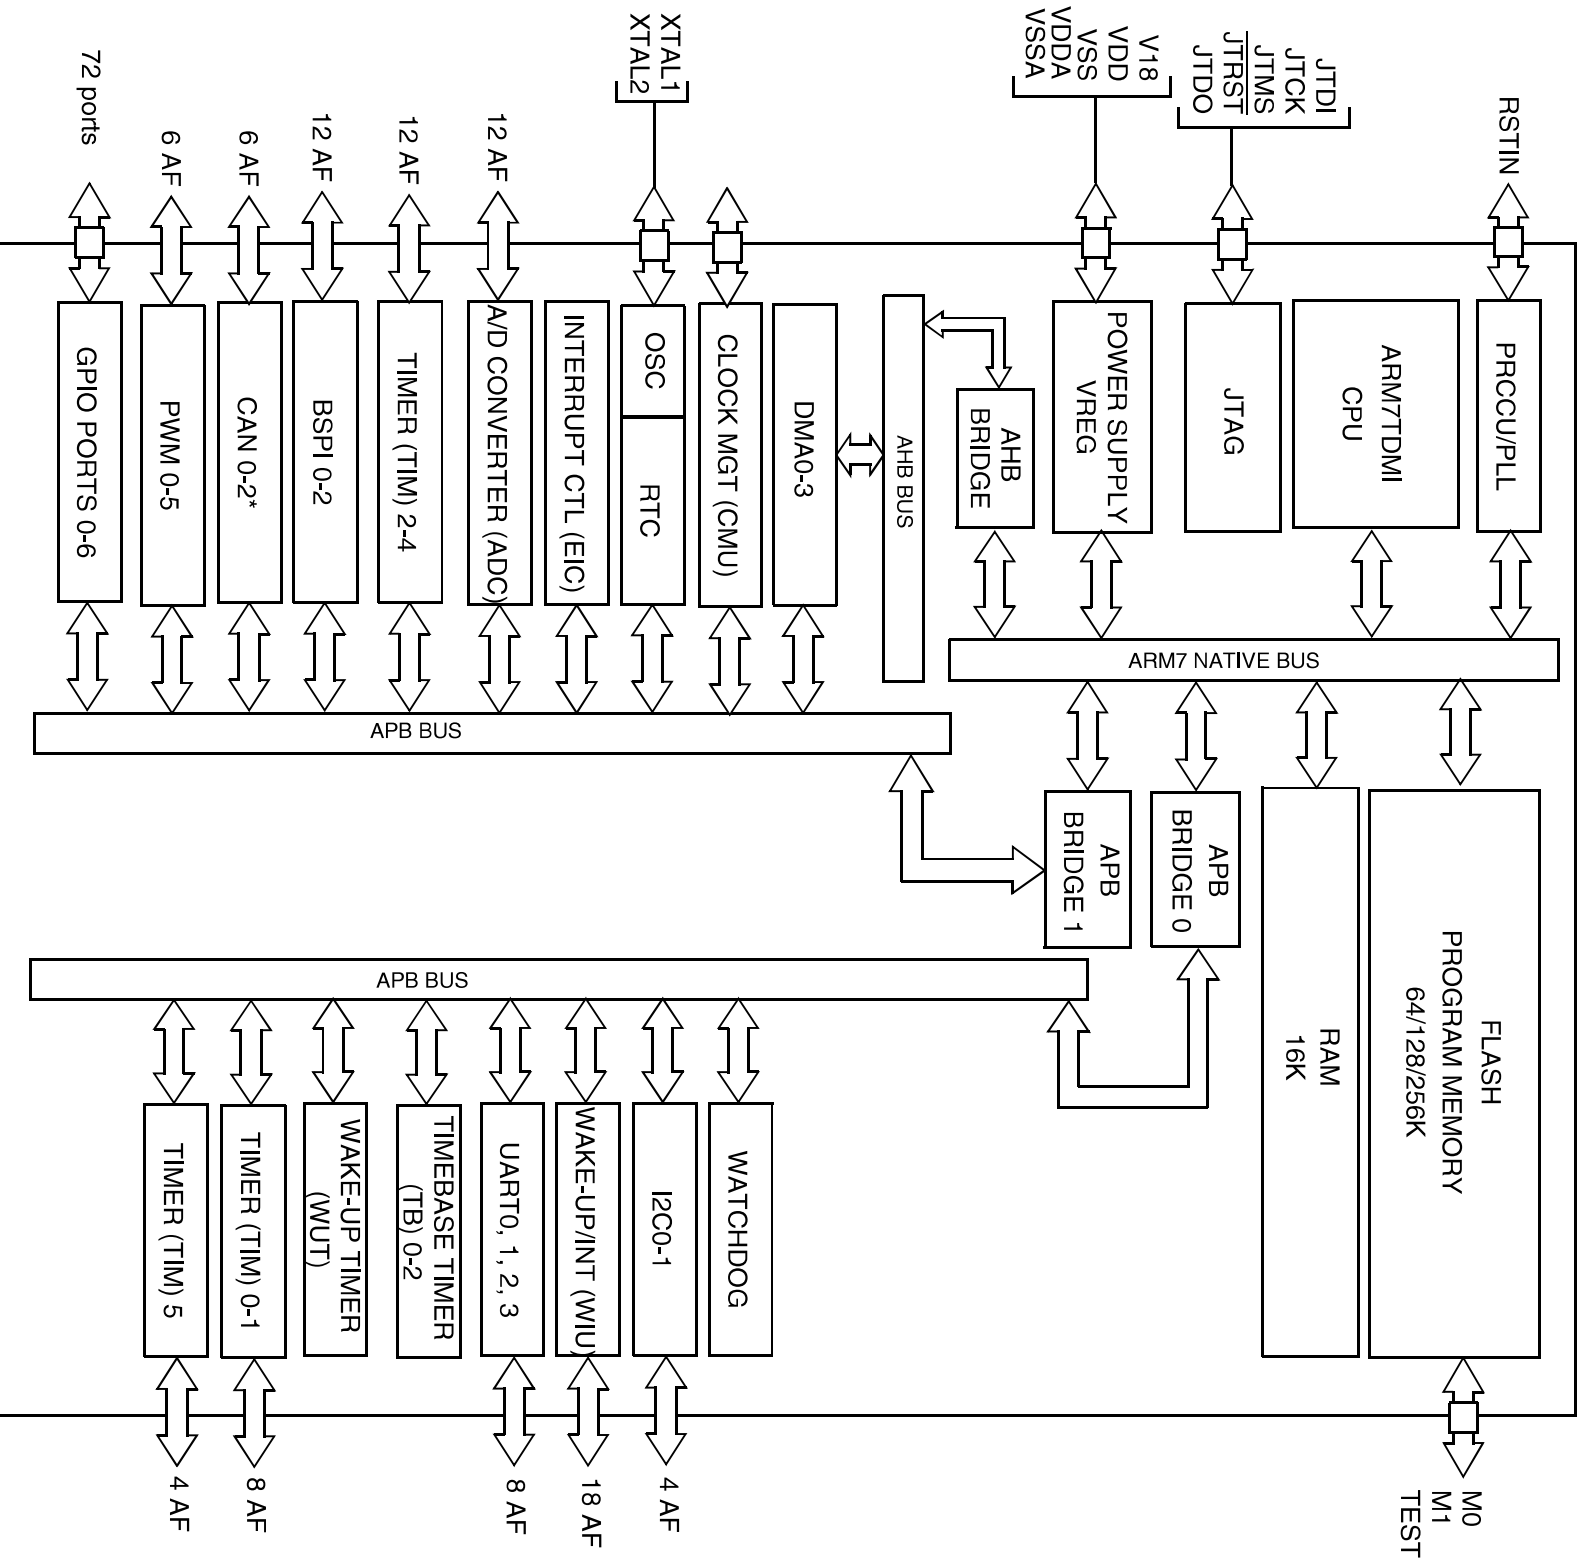 RSTIN
JTDI
JTCK
JTMS
JTRST
JTDO
V18
VDD
VSS
VDDA
VSSA
XTAL1
XTAL2
12 AF
12 AF
12 AF
6 AF
6 AF
72 ports
PRCCU/PLL
ARM7TDMI
CPU
JTAG
POWER SUPPLY
VREG
AHB
BRIDGE
AHB BUS
DMA0-3
CLOCK MGT (CMU)
OSC
RTC
INTERRUPT CTL (EIC)
A/D CONVERTER (ADC)
TIMER (TIM) 2-4
BSPI 0-2
CAN 0-2*
PWM 0-5
GPIO PORTS 0-6
ARM7 NATIVE BUS
APB BUS
FLASH
PROGRAM MEMORY
64/128/256K
RAM
16K
APB
BRIDGE 0
APB
BRIDGE 1
APB BUS
WATCHDOG
I2C0-1
WAKE-UP/INT (WIU)
UART0, 1, 2, 3
TIMEBASE TIMER
(TB) 0-2
WAKE-UP TIMER
(WUT)
TIMER (TIM) 0-1
TIMER (TIM) 5
M0
M1
TEST
4 AF
18 AF
8 AF
8 AF
4 AF